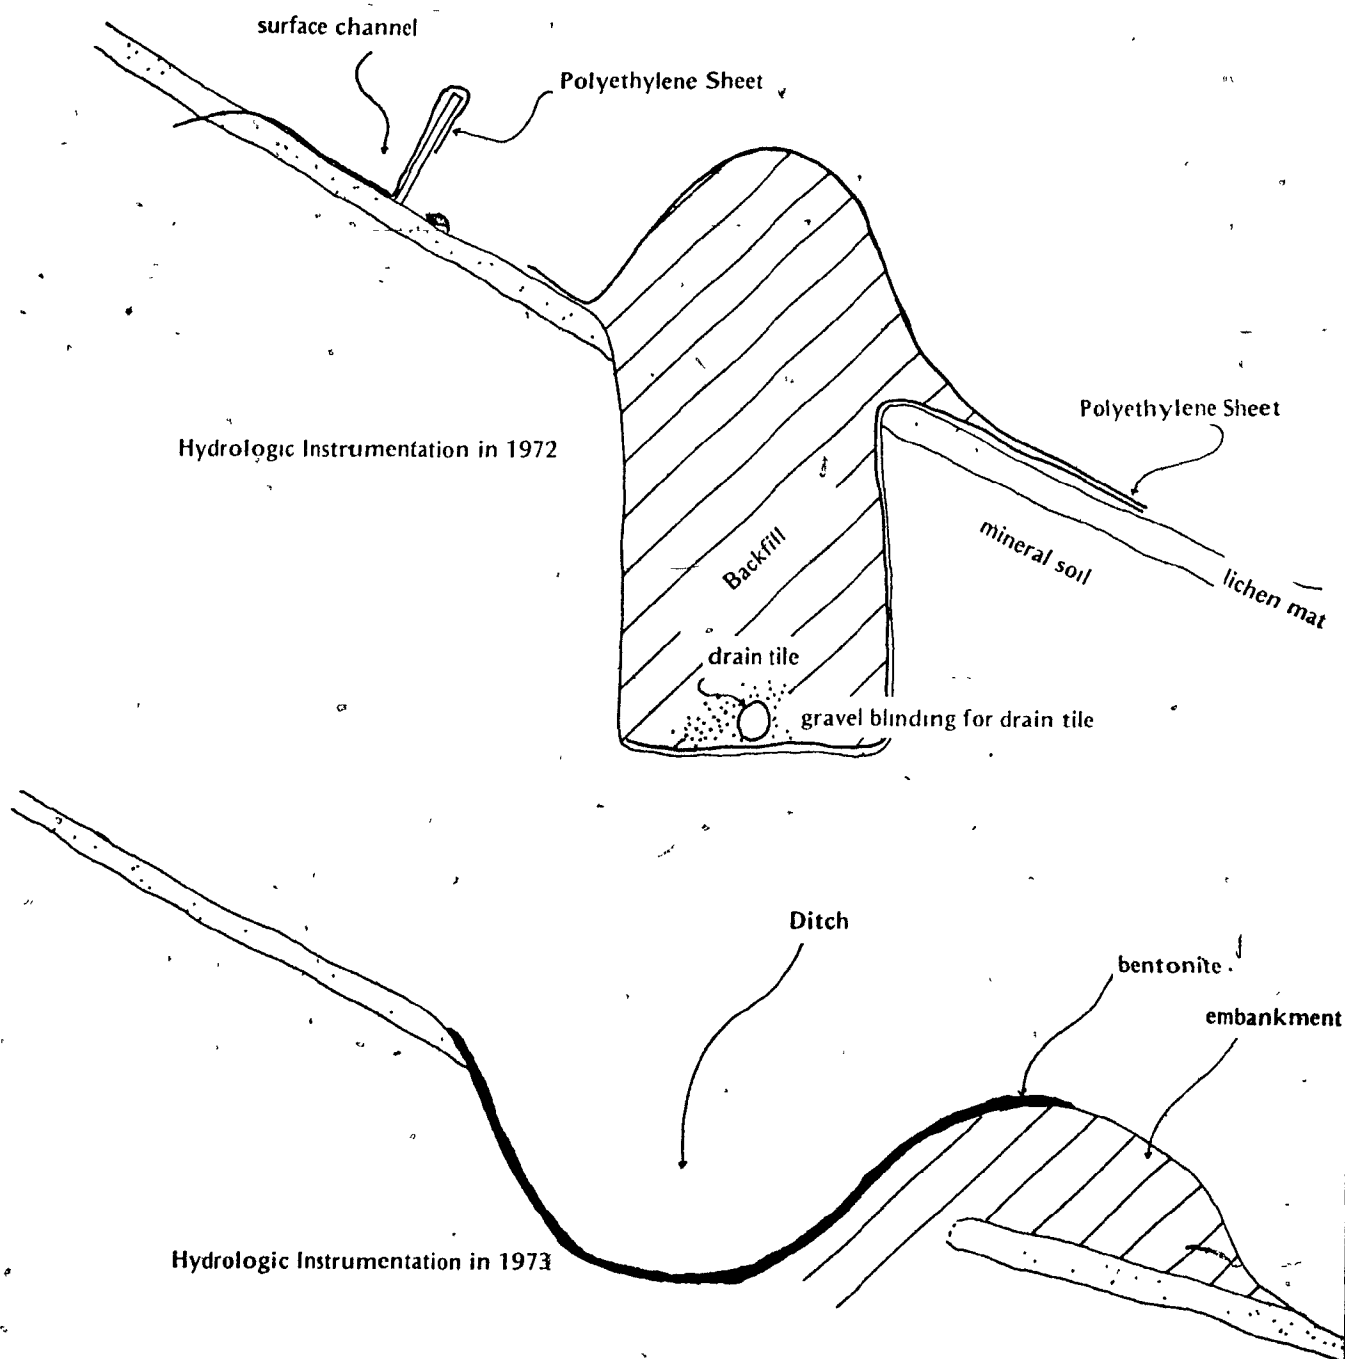 surface channel
Polyethylene Sheet
Polyethylene Sheet
Hydrologic Instrumentation in 1972
mineral soil
Backfill
lichen mat
drain tile
gravel blinding for drain tile
Ditch
bentonite
embankment
Hydrologic Instrumentation in 1973